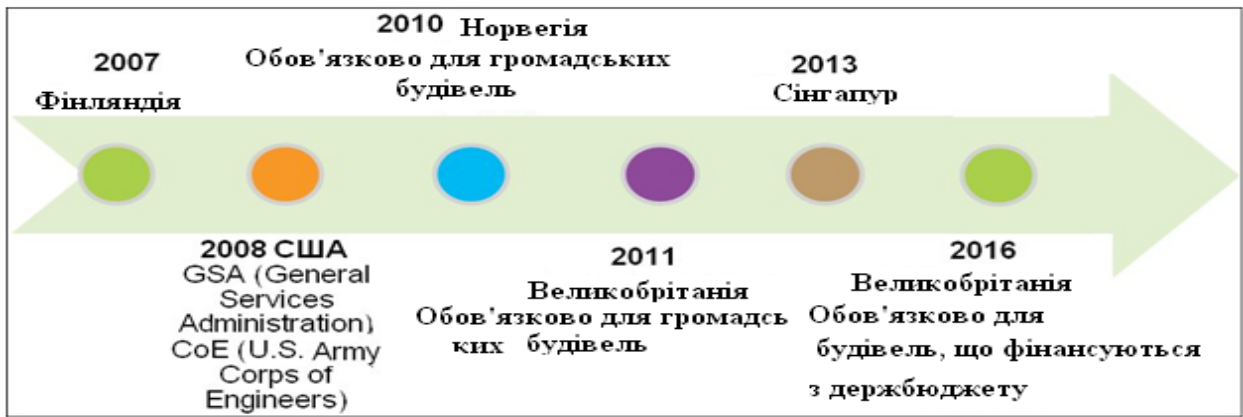 2007
Фінляндія
2010 Норвегія
Обов'язково для громадських
будівель
2013
Сінгапур
2008 США
GSA (General
Services
Administration)
CoE (U.S. Army
Corps of
Engineers)
2011
Великобрітанія
Обов'язково для громадсь
ких будівель
2016
Великобрітанія
Обов'язково для
будівель, що фінансуються
з держбюджету